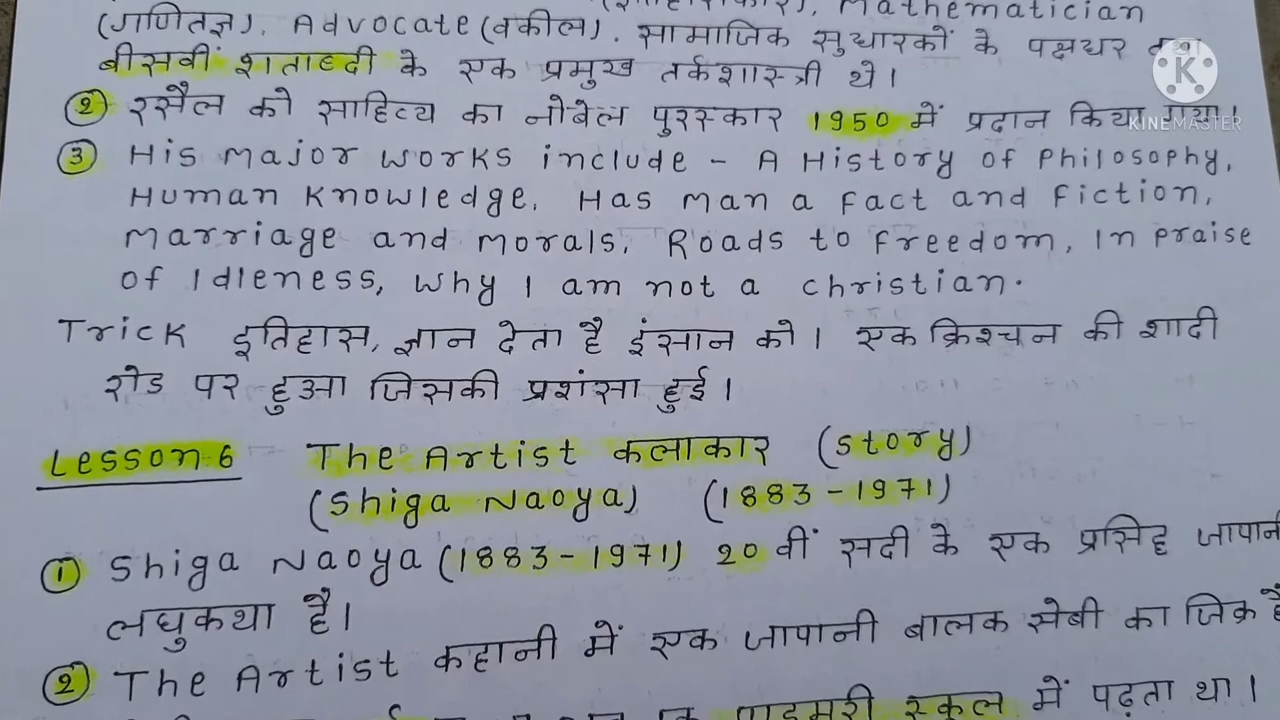 (गणितज्ञ), Advocate (वकील). सामाजिक सुधारकों के पक्षधर तथा
Mathematician
बीसवीं शताब्दी के एक प्रमुख तर्कशास्त्री थे।
② रसैल को साहित्य का नोबेल पुरस्कार 1950 में प्रदान किया गया।
KINEMASTER
③ His major works include - A History of Philosophy,
Human Knowledge, Has man a fact and fiction,
Marriage and Morals, Roads to freedom, In praise
of Idleness, Why I am not a christian.
Trick इतिहास, ज्ञान देता है इंसान को। एक क्रिश्चन की शादी
रोड पर हुआ जिसकी प्रशंसा हुई।
Lesson 6 The Artist कलाकार (Story)
(Shiga Naoya) (1883-1971)
① Shiga Naoya (1883-1971) 20 वीं सदी के एक प्रसिद्ध जापानी
लघुकथा है।
② The Artist कहानी में एक जापानी बालक सेबी का जिक्र है
स्कूल में पढ़ता था।